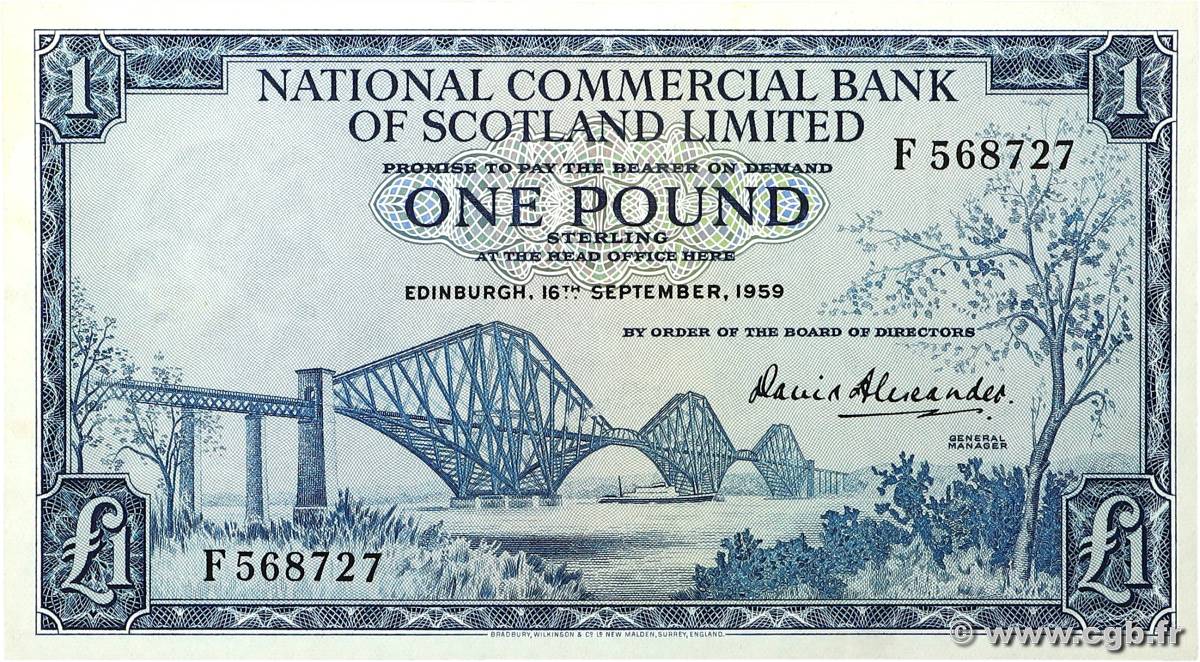 1
1
NATIONAL COMMERCIAL BANK
OF SCOTLAND LIMITED
F 568727
PROMISE TO PAY THE BEARER ON DEMAND
ONE POUND
STERLING
AT THE HEAD OFFICE HERE
EDINBURGH, 16TH SEPTEMBER, 1959
BY ORDER OF THE BOARD OF DIRECTORS
David Alexander.
GENERAL
MANAGER
£1
£1
F 568727
BRADBURY, WILKINSON & Co Ld NEW MALDEN, SURREY, ENGLAND.
© www.cgb.fr